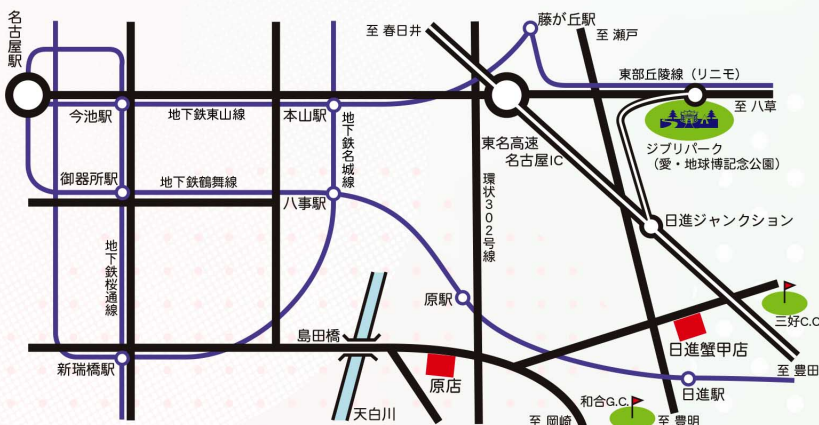 名古屋駅
至 春日井
藤が丘駅
至 瀬戸
東部丘陵線（リニモ）
至 八草
今池駅
地下鉄東山線
本山駅
地下鉄名城線
東名高速
名古屋IC
ジブリパーク
（愛・地球博記念公園）
御器所駅
地下鉄鶴舞線
八事駅
環状302号線
日進ジャンクション
地下鉄桜通線
原駅
島田橋
三好C.C
日進蟹甲店
新瑞橋駅
原店
至 豊田
日進駅
和合G.C.
天白川
至 岡崎
至 豊明